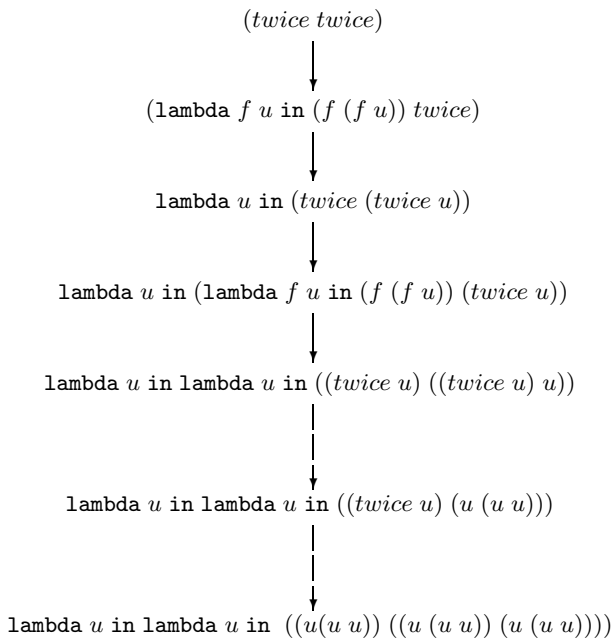 (twice twice)
(lambda f u in (f (f u)) twice)
lambda u in (twice (twice u))
lambda u in (lambda f u in (f (f u)) (twice u))
lambda u in lambda u in ((twice u) ((twice u) u))
lambda u in lambda u in ((twice u) (u (u u)))
lambda u in lambda u in ((u(u u)) ((u (u u)) (u (u u))))